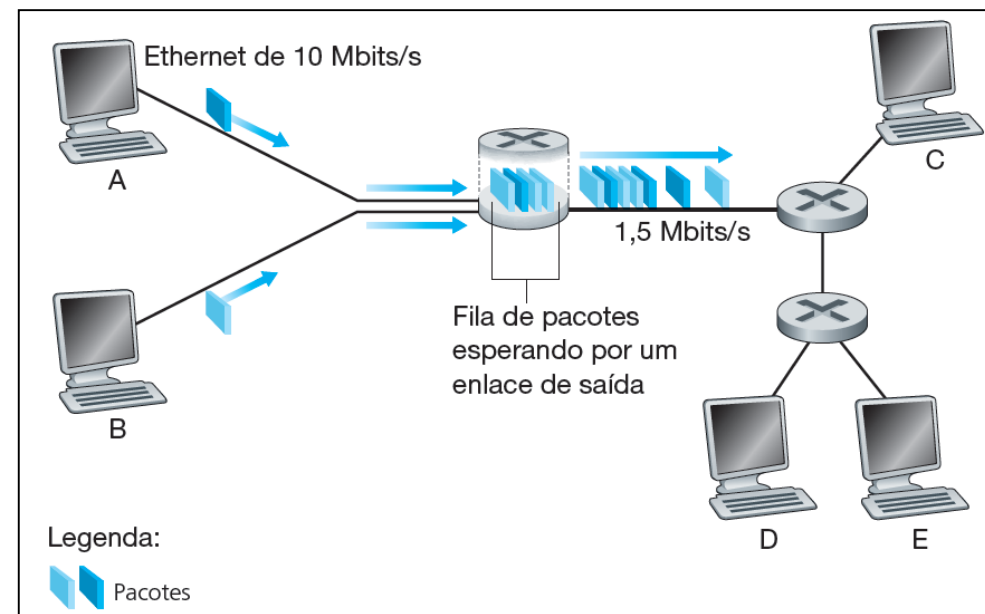 Ethernet de 10 Mbits/s
A
C
1,5 Mbits/s
Fila de pacotes
esperando por um
enlace de saída
B
D
E
Legenda:
Pacotes